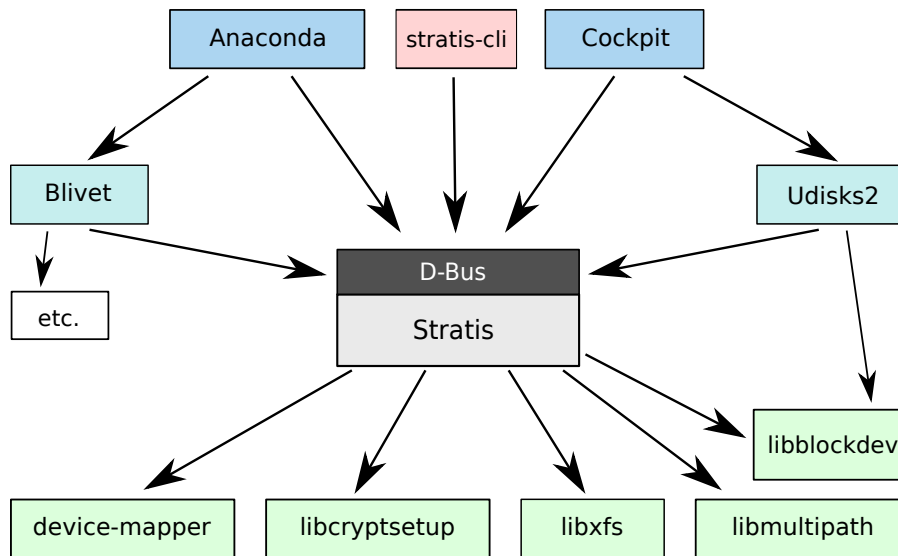 Anaconda
stratis-cli
Cockpit
Blivet
Udisks2
D-Bus
etc.
Stratis
libblockdev
device-mapper
libcryptsetup
libxfs
libmultipath